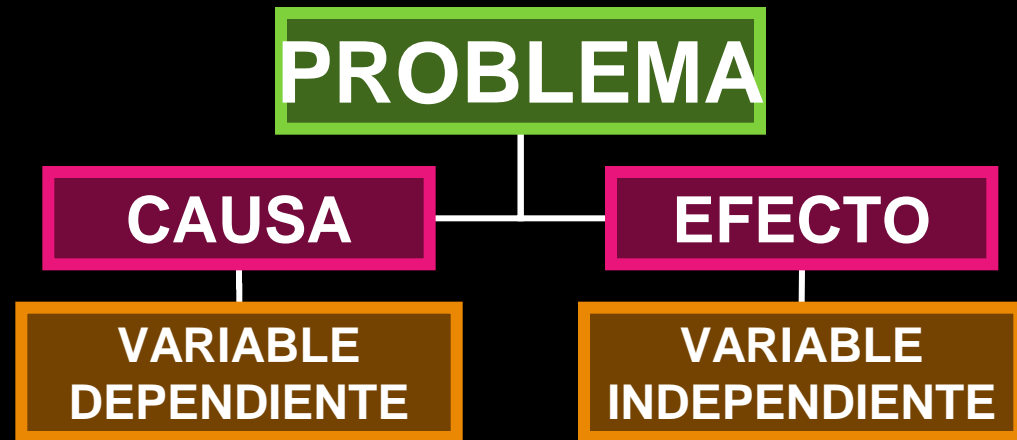 PROBLEMA
CAUSA
EFECTO
VARIABLE
DEPENDIENTE
VARIABLE
INDEPENDIENTE